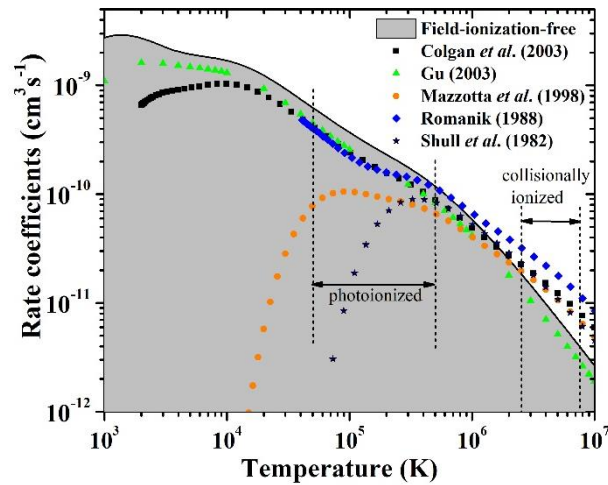 Field-ionization-free
Colgan et al. (2003)
Gu (2003)
Mazzotta et al. (1998)
Romanik (1988)
Shull et al. (1982)
collisionally
ionized
photoionized
Rate coefficients (cm³ s⁻¹)
10⁻⁹
10⁻¹⁰
10⁻¹¹
10⁻¹²
10³
10⁴
10⁵
10⁶
10⁷
Temperature (K)